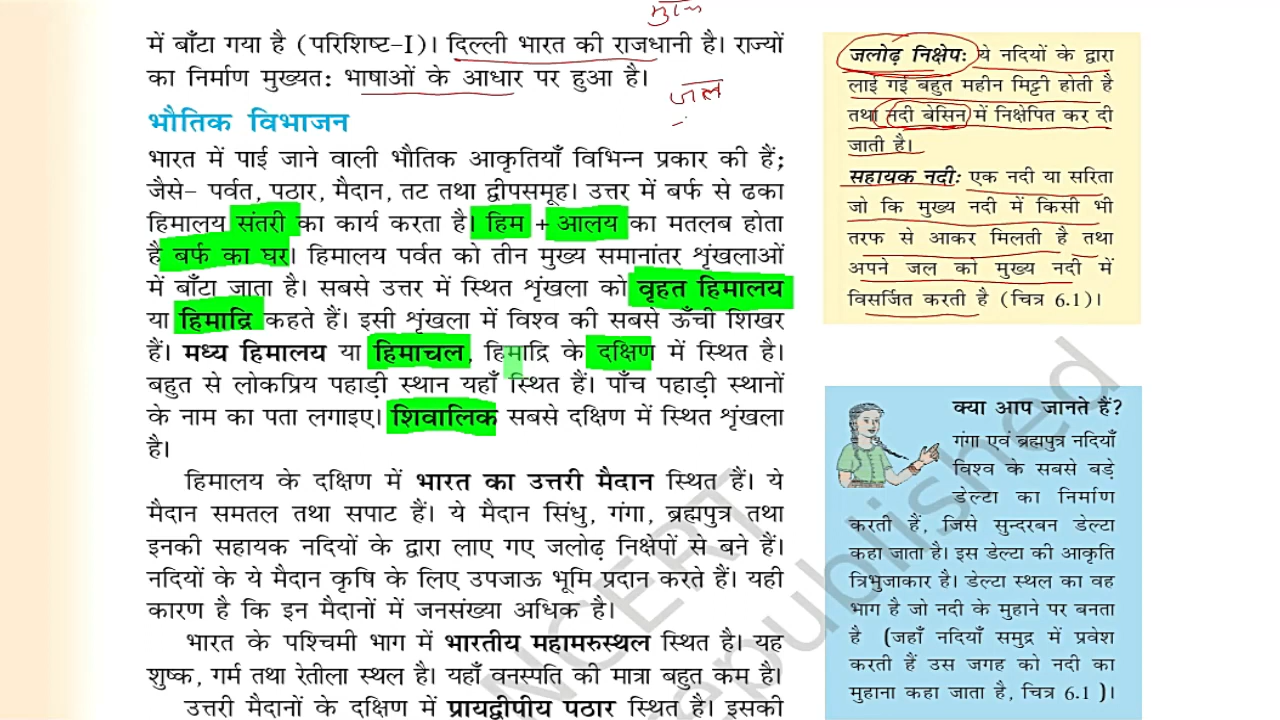 में बाँटा गया है (परिशिष्ट-I)। दिल्ली भारत की राजधानी है। राज्यों
का निर्माण मुख्यत: भाषाओं के आधार पर हुआ है।
जल
भौतिक विभाजन
भारत में पाई जाने वाली भौतिक आकृतियाँ विभिन्न प्रकार की हैं;
जैसे– पर्वत, पठार, मैदान, तट तथा द्वीपसमूह। उत्तर में बर्फ से ढका
हिमालय संतरी का कार्य करता है। हिम + आलय का मतलब होता
है बर्फ का घर। हिमालय पर्वत को तीन मुख्य समानांतर शृंखलाओं
में बाँटा जाता है। सबसे उत्तर में स्थित शृंखला को वृहत हिमालय
या हिमाद्रि कहते हैं। इसी शृंखला में विश्व की सबसे ऊँची शिखर
हैं। मध्य हिमालय या हिमाचल, हिमाद्रि के दक्षिण में स्थित है।
बहुत से लोकप्रिय पहाड़ी स्थान यहाँ स्थित हैं। पाँच पहाड़ी स्थानों
के नाम का पता लगाइए। शिवालिक सबसे दक्षिण में स्थित शृंखला
है।
हिमालय के दक्षिण में भारत का उत्तरी मैदान स्थित हैं। ये
मैदान समतल तथा सपाट हैं। ये मैदान सिंधु, गंगा, ब्रह्मपुत्र तथा
इनकी सहायक नदियों के द्वारा लाए गए जलोढ़ निक्षेपों से बने हैं।
नदियों के ये मैदान कृषि के लिए उपजाऊ भूमि प्रदान करते हैं। यही
कारण है कि इन मैदानों में जनसंख्या अधिक है।
भारत के पश्चिमी भाग में भारतीय महामरुस्थल स्थित है। यह
शुष्क, गर्म तथा रेतीला स्थल है। यहाँ वनस्पति की मात्रा बहुत कम है।
उत्तरी मैदानों के दक्षिण में प्रायद्वीपीय पठार स्थित है। इसकी
जलोढ़ निक्षेप: ये नदियों के द्वारा
लाई गई बहुत महीन मिट्टी होती है
तथा नदी बेसिन में निक्षेपित कर दी
जाती है।
सहायक नदी: एक नदी या सरिता
जो कि मुख्य नदी में किसी भी
तरफ से आकर मिलती है तथा
अपने जल को मुख्य नदी में
विसर्जित करती है (चित्र 6.1)।
क्या आप जानते हैं?
गंगा एवं ब्रह्मपुत्र नदियाँ
विश्व के सबसे बड़े
डेल्टा का निर्माण
करती हैं, जिसे सुन्दरबन डेल्टा
कहा जाता है। इस डेल्टा की आकृति
त्रिभुजाकार है। डेल्टा स्थल का वह
भाग है जो नदी के मुहाने पर बनता
है (जहाँ नदियाँ समुद्र में प्रवेश
करती हैं उस जगह को नदी का
मुहाना कहा जाता है, चित्र 6.1 )।
NCERT
republished